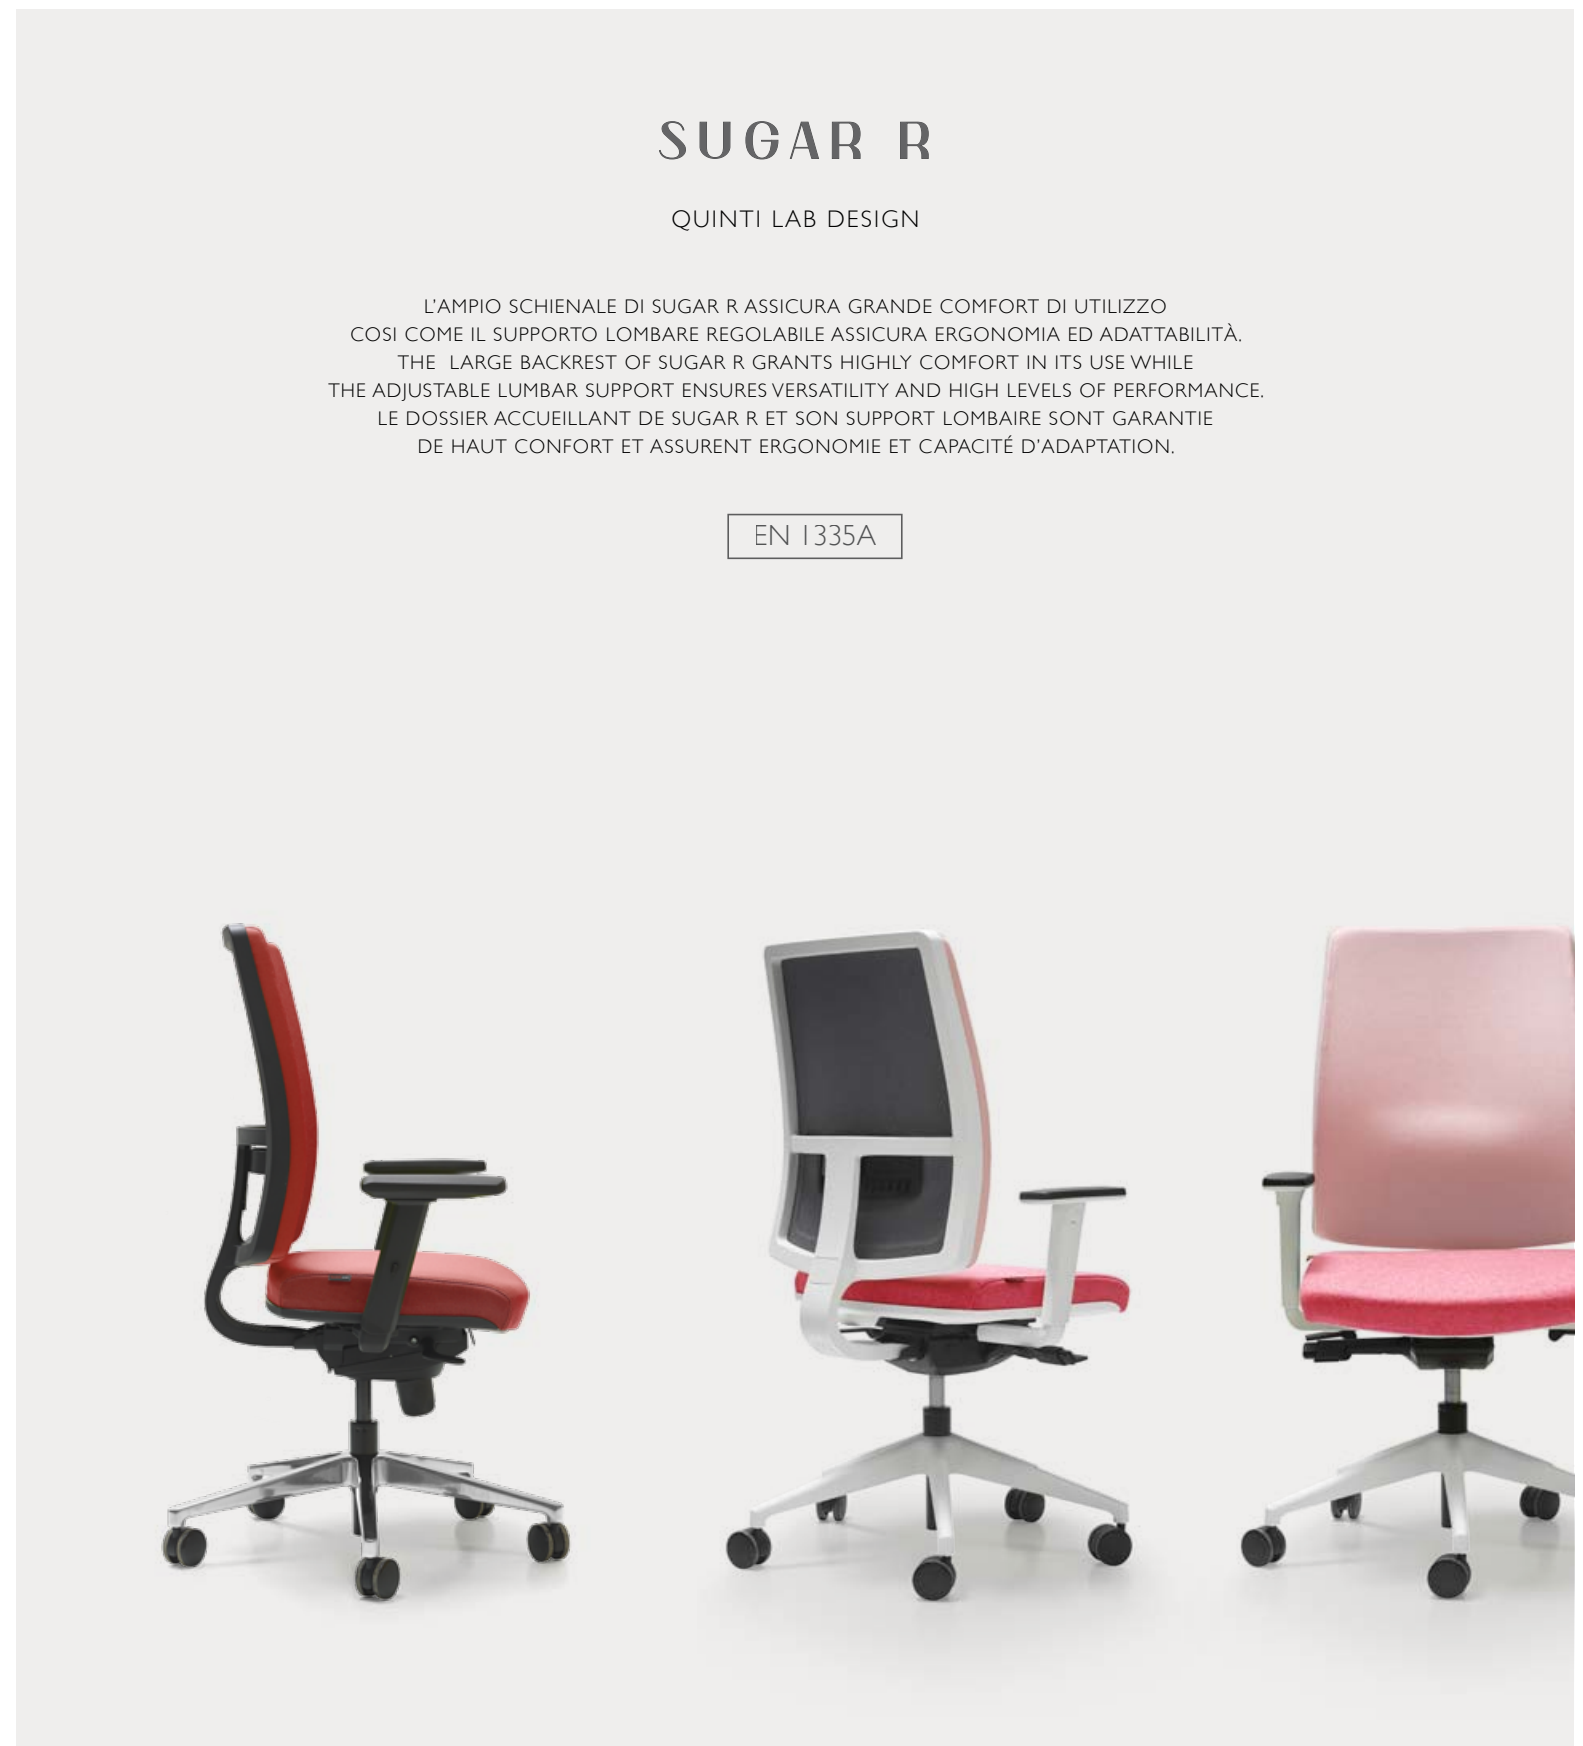 SUGAR R
QUINTI LAB DESIGN
L'AMPIO SCHIENALE DI SUGAR R ASSICURA GRANDE COMFORT DI UTILIZZO
COSI COME IL SUPPORTO LOMBARE REGOLABILE ASSICURA ERGONOMIA ED ADATTABILITÀ.
THE LARGE BACKREST OF SUGAR R GRANTS HIGHLY COMFORT IN ITS USE WHILE
THE ADJUSTABLE LUMBAR SUPPORT ENSURES VERSATILITY AND HIGH LEVELS OF PERFORMANCE.
LE DOSSIER ACCUEILLANT DE SUGAR R ET SON SUPPORT LOMBAIRE SONT GARANTIE
DE HAUT CONFORT ET ASSURENT ERGONOMIE ET CAPACITÉ D'ADAPTATION.
EN 1335A